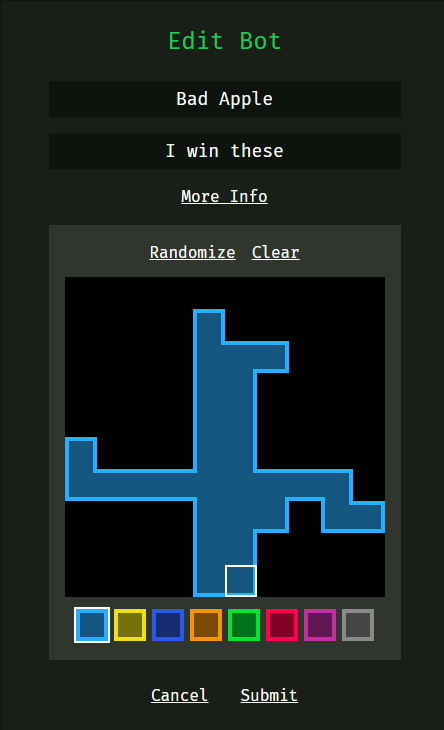 Edit Bot
Bad Apple
I win these
More Info
Randomize Clear
Cancel Submit